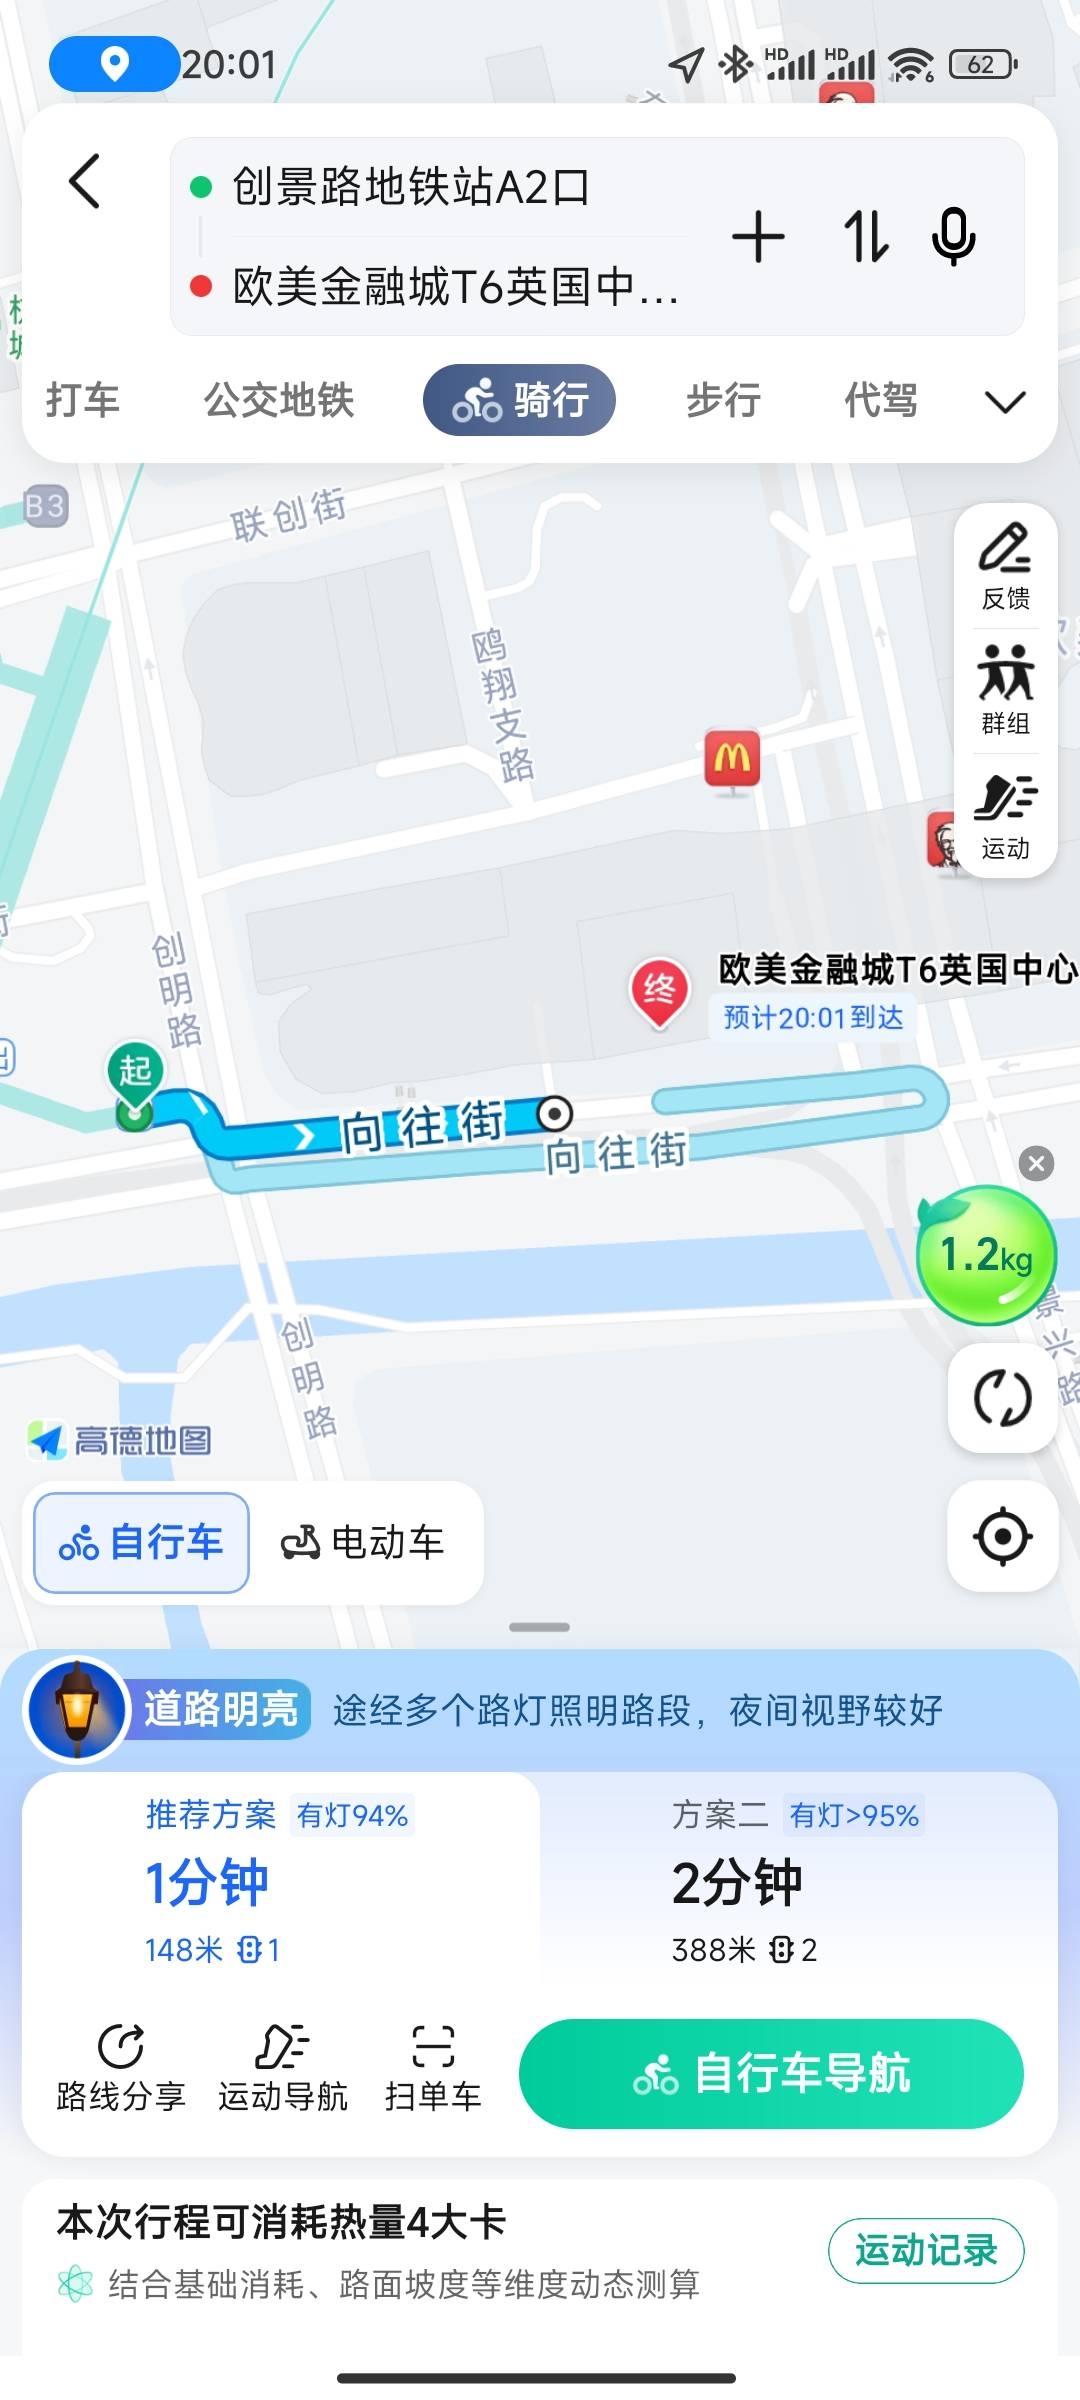 20:01
HD
HD
6
62
创景路地铁站A2口
欧美金融城T6英国中...
打车
公交地铁
骑行
步行
代驾
B3
联创街
反馈
群组
运动
鸥翔支路
创明路
欧美金融城T6英国中心
终
预计20:01到达
起
向往街
向往街
1.2kg
景兴路
创明路
高德地图
自行车
电动车
道路明亮
途经多个路灯照明路段，夜间视野较好
推荐方案 有灯94%
1分钟
148米 1
方案二 有灯>95%
2分钟
388米 2
路线分享
运动导航
扫单车
自行车导航
本次行程可消耗热量4大卡
结合基础消耗、路面坡度等维度动态测算
运动记录